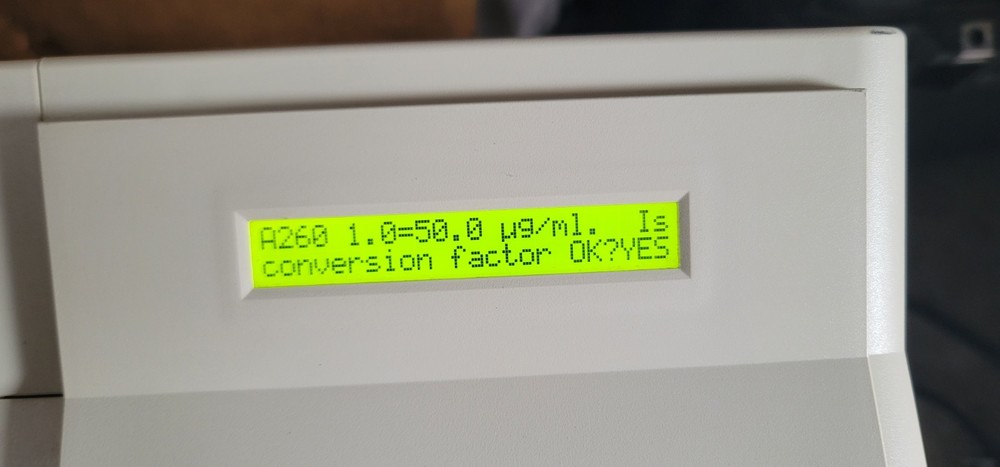 A260 1.0=50.0 µg/ml. Is
conversion factor OK?YES